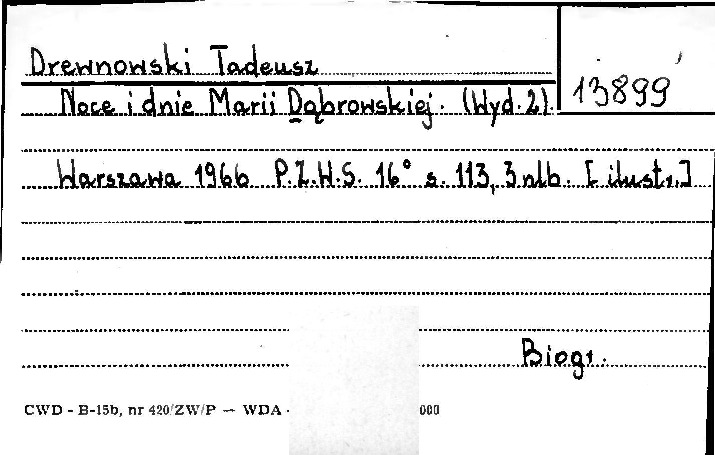 Drewnowski Tadeusz
13899
Noce i dnie Marii Dąbrowskiej. (Wyd. 2).
Warszawa 1966 P.Z.W.S. 16° s. 113, 3 nlb. [ilustr.]
Biogr.
CWD - B-15b, nr 420/ZW/P — WDA - 000